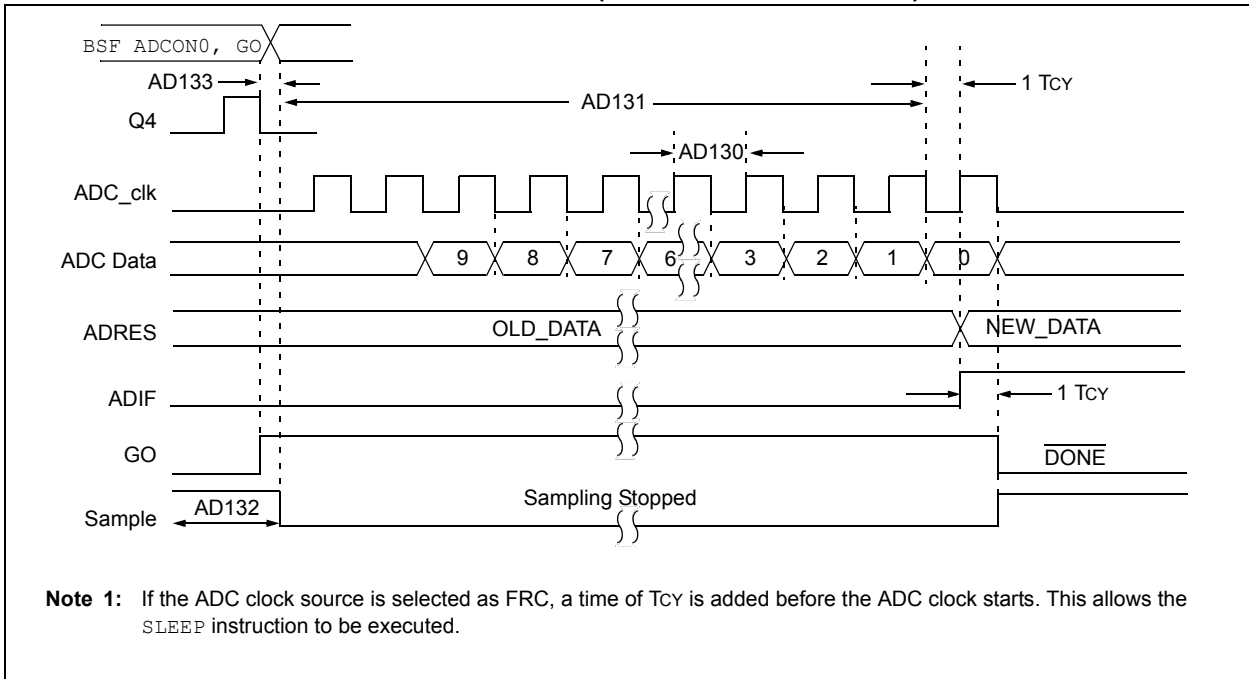 BSF ADCON0, GO
AD133
1 TCY
AD131
Q4
AD130
ADC_clk
ADC Data
9 8 7 6 3 2 1 0
ADRES
OLD_DATA
NEW_DATA
ADIF
1 TCY
GO
DONE
Sample
AD132
Sampling Stopped
Note 1: If the ADC clock source is selected as FRC, a time of TCY is added before the ADC clock starts. This allows the
SLEEP instruction to be executed.